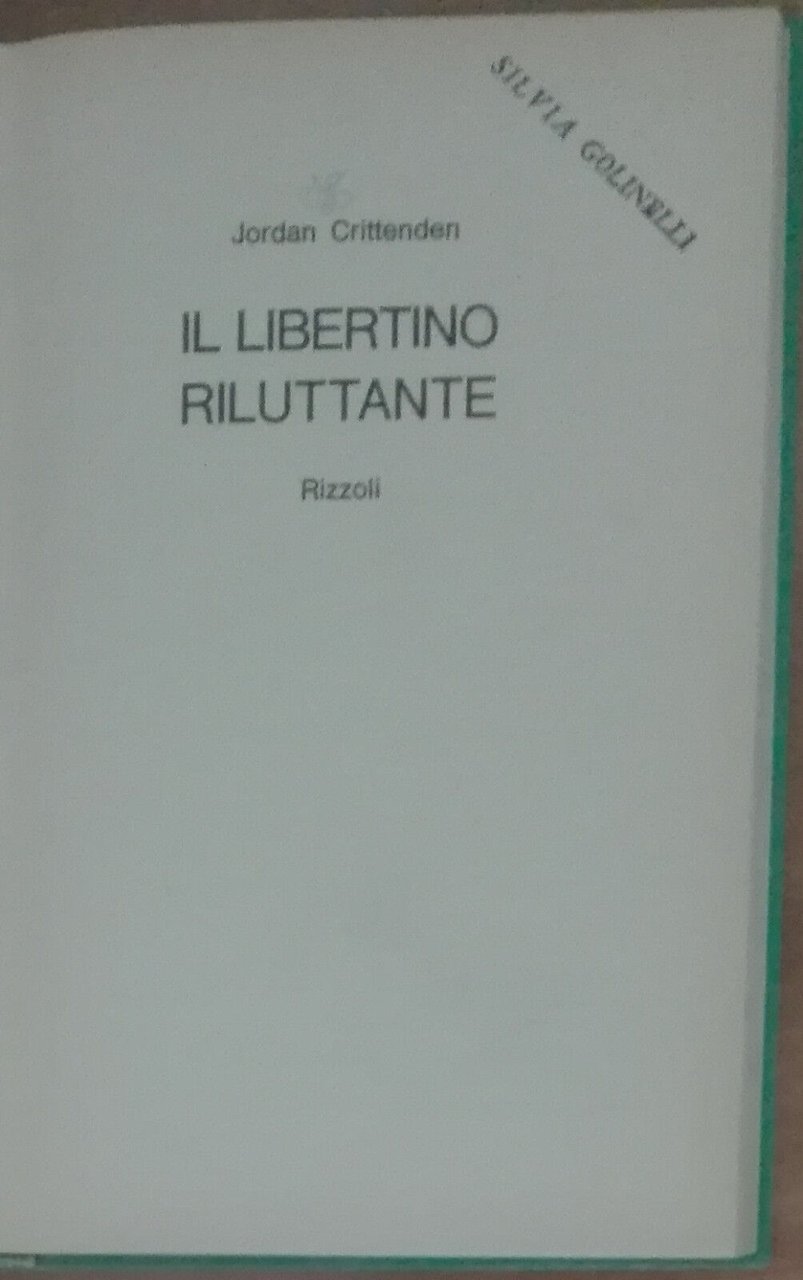 SILVIA GOLINELLI
Jordan Crittenden
IL LIBERTINO
RILUTTANTE
Rizzoli